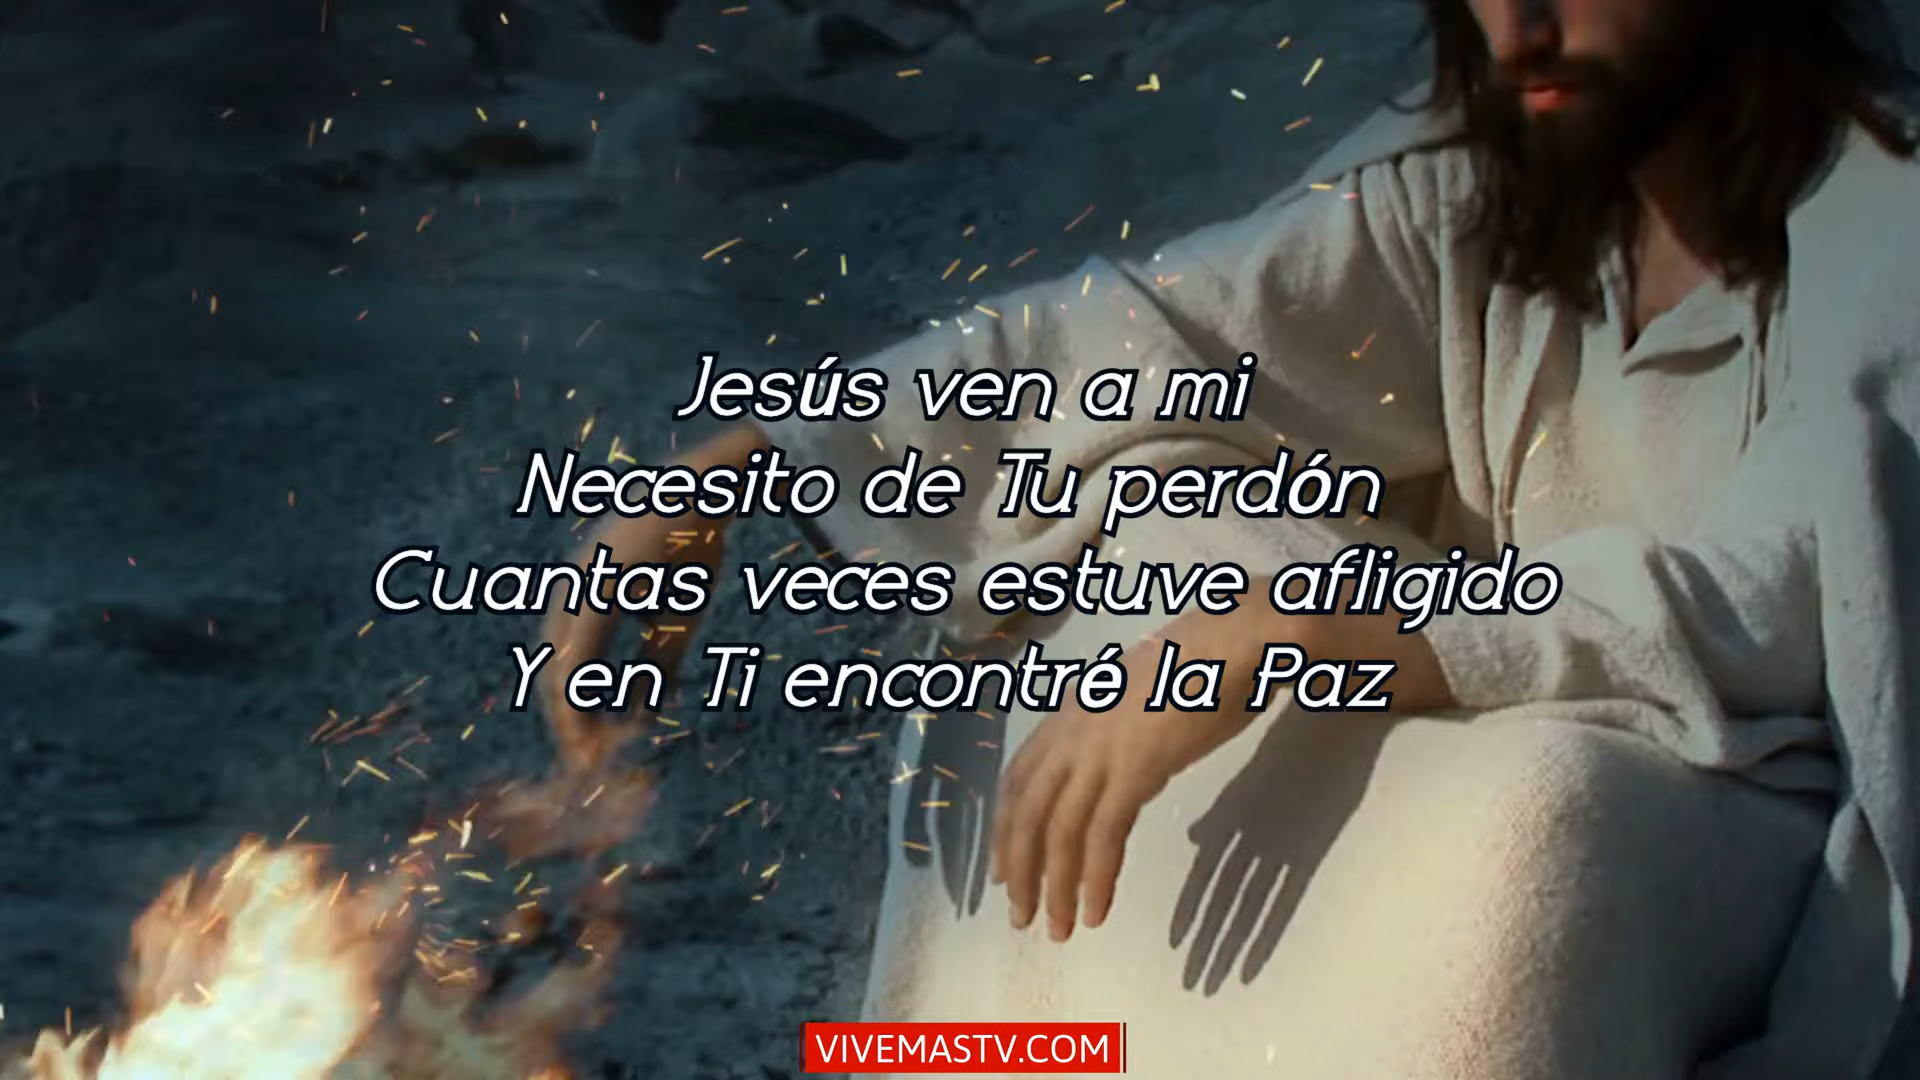 Jesús ven a mi
Necesito de Tu perdón
Cuantas veces estuve afligido
Y en Ti encontré la Paz
VIVEMASTV.COM